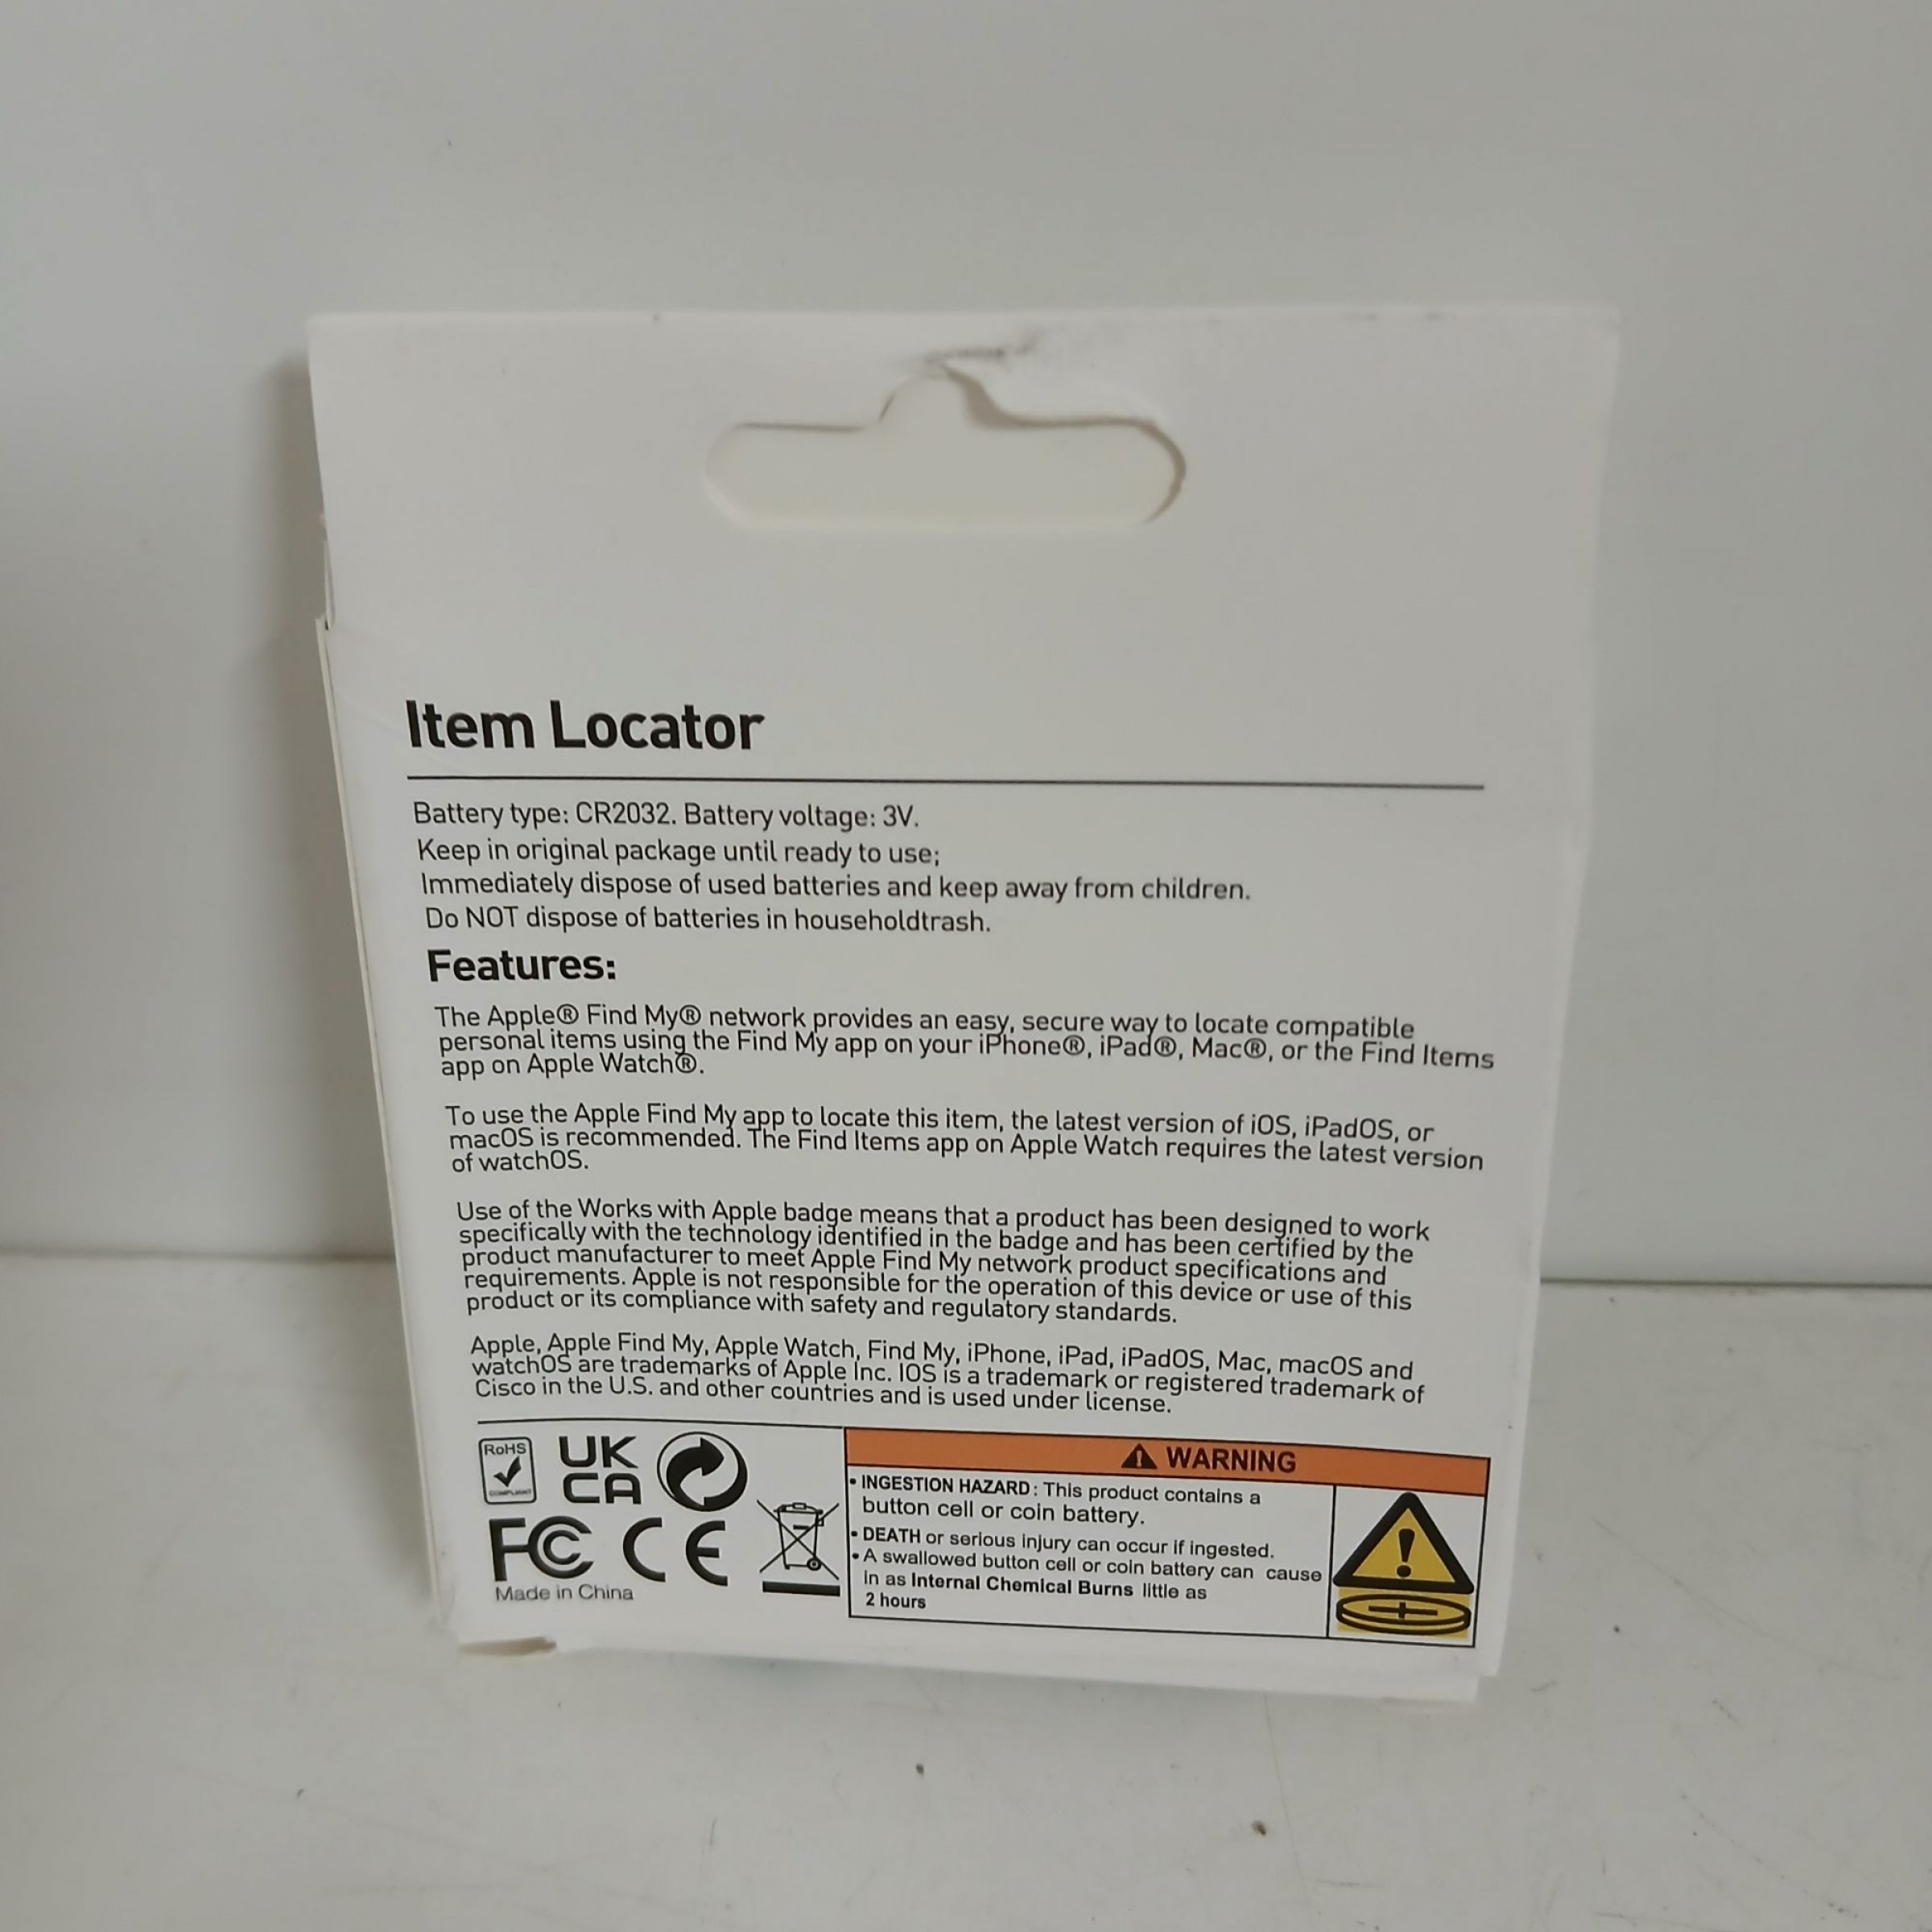 Item Locator
Battery type: CR2032. Battery voltage: 3V.
Keep in original package until ready to use;
Immediately dispose of used batteries and keep away from children.
Do NOT dispose of batteries in householdtrash.
Features:
The Apple® Find My® network provides an easy, secure way to locate compatible
personal items using the Find My app on your iPhone®, iPad®, Mac®, or the Find Items
app on Apple Watch®.
To use the Apple Find My app to locate this item, the latest version of iOS, iPadOS, or
macOS is recommended. The Find Items app on Apple Watch requires the latest version
of watchOS.
Use of the Works with Apple badge means that a product has been designed to work
specifically with the technology identified in the badge and has been certified by the
product manufacturer to meet Apple Find My network product specifications and
requirements. Apple is not responsible for the operation of this device or use of this
product or its compliance with safety and regulatory standards.
Apple, Apple Find My, Apple Watch, Find My, iPhone, iPad, iPadOS, Mac, macOS and
watchOS are trademarks of Apple Inc. IOS is a trademark or registered trademark of
Cisco in the U.S. and other countries and is used under license.
RoHS
COMPLIANT
UK
CA
FC CE
Made in China
WARNING
• INGESTION HAZARD: This product contains a
button cell or coin battery.
• DEATH or serious injury can occur if ingested.
• A swallowed button cell or coin battery can cause
in as Internal Chemical Burns little as
2 hours